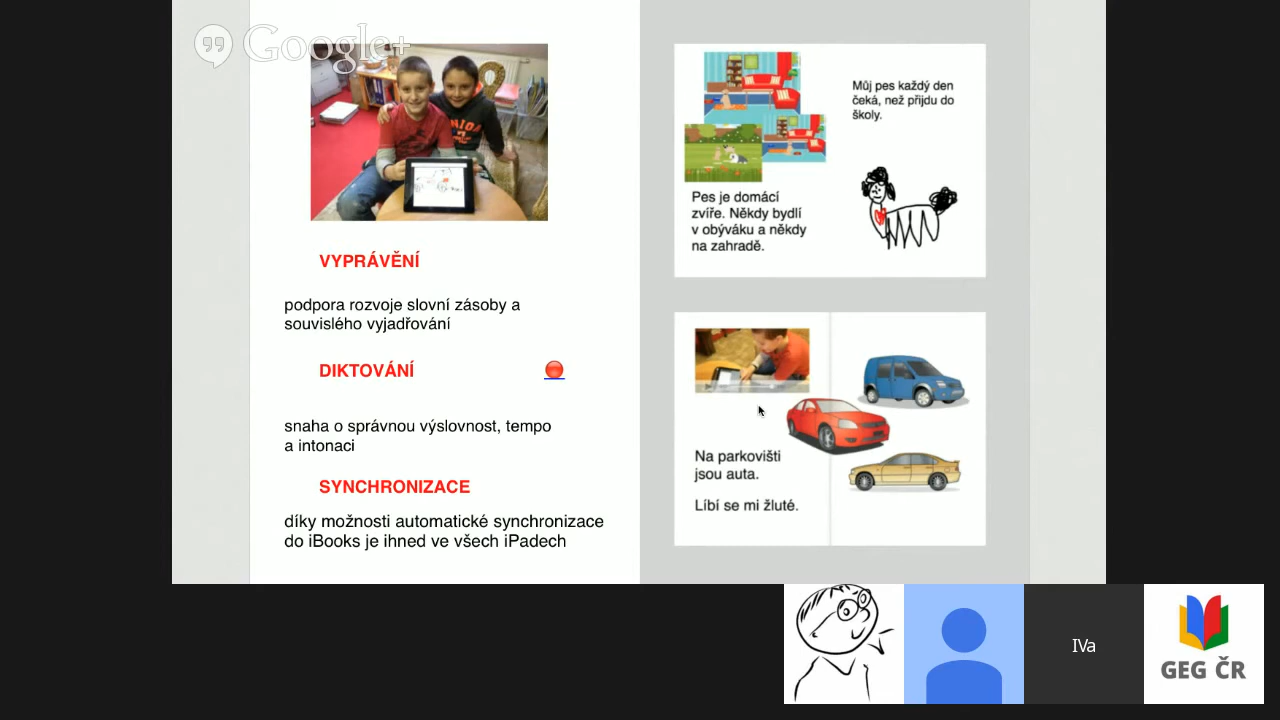 Google+
VYPRÁVĚNÍ
podpora rozvoje slovní zásoby a
souvislého vyjadřování
DIKTOVÁNÍ
snaha o správnou výslovnost, tempo
a intonaci
SYNCHRONIZACE
díky možnosti automatické synchronizace
do iBooks je ihned ve všech iPadech
Můj pes každý den
čeká, než přijdu do
školy.
Pes je domácí
zvíře. Někdy bydlí
v obýváku a někdy
na zahradě.
Na parkovišti
jsou auta.
Líbí se mi žluté.
IVa
GEG ČR